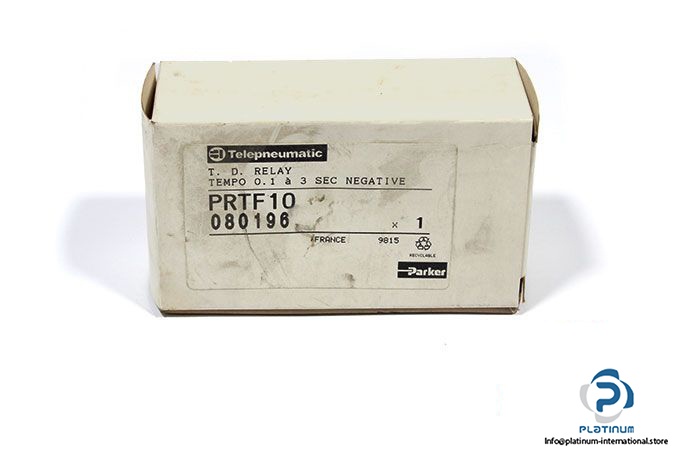 Telepneumatic
T. D. RELAY
TEMPO 0.1 à 3 SEC NEGATIVE
PRTF10
080196 x 1
FRANCE 9815
RECYCLABLE
Parker
PLATINUM
Info@platinum-international.store